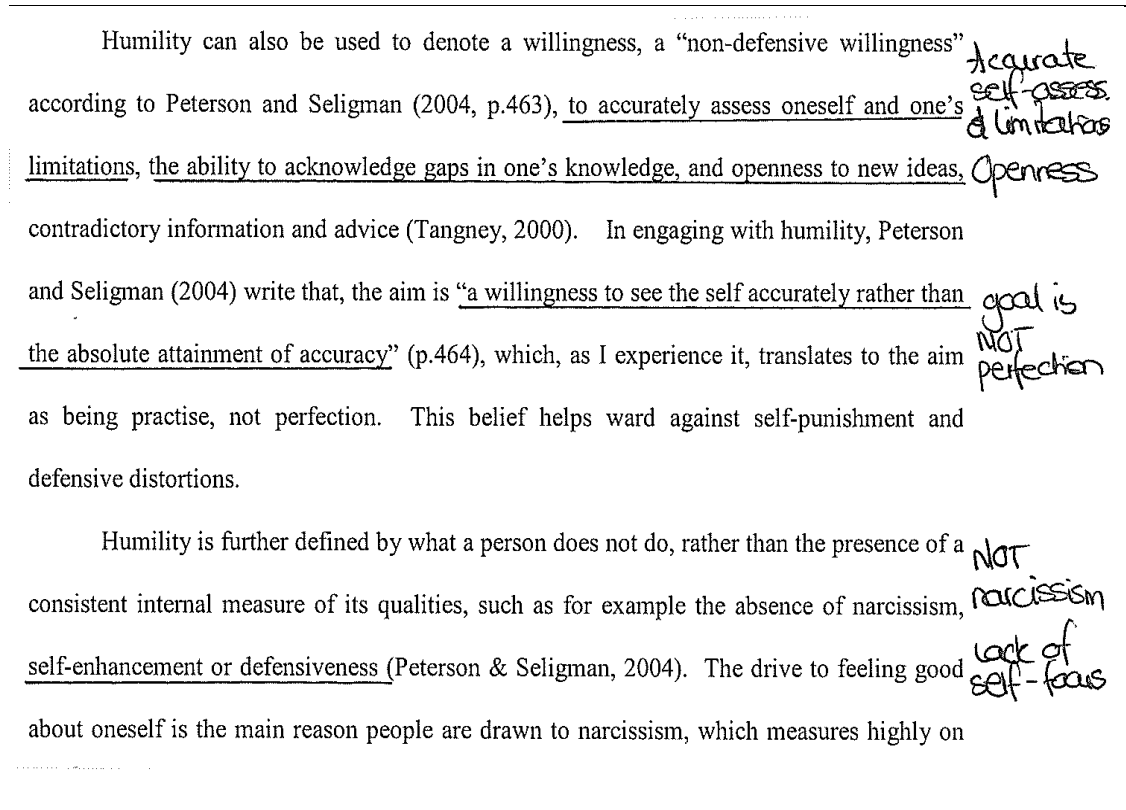 Humility can also be used to denote a willingness, a “non-defensive willingness”
Accurate
according to Peterson and Seligman (2004, p.463), to accurately assess oneself and one’s
self-assess.
& limitations
limitations, the ability to acknowledge gaps in one’s knowledge, and openness to new ideas,
Openness
contradictory information and advice (Tangney, 2000). In engaging with humility, Peterson
and Seligman (2004) write that, the aim is “a willingness to see the self accurately rather than
goal is
NOT
the absolute attainment of accuracy” (p.464), which, as I experience it, translates to the aim
perfection
as being practise, not perfection. This belief helps ward against self-punishment and
defensive distortions.
Humility is further defined by what a person does not do, rather than the presence of a
NOT
consistent internal measure of its qualities, such as for example the absence of narcissism,
narcissism
self-enhancement or defensiveness (Peterson & Seligman, 2004). The drive to feeling good
Lack of
self-focus
about oneself is the main reason people are drawn to narcissism, which measures highly on